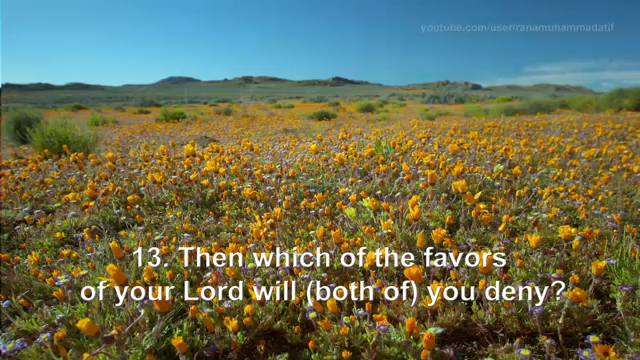 youtube.com/user/ranamuhammadatif
13. Then which of the favors
of your Lord will (both of) you deny?